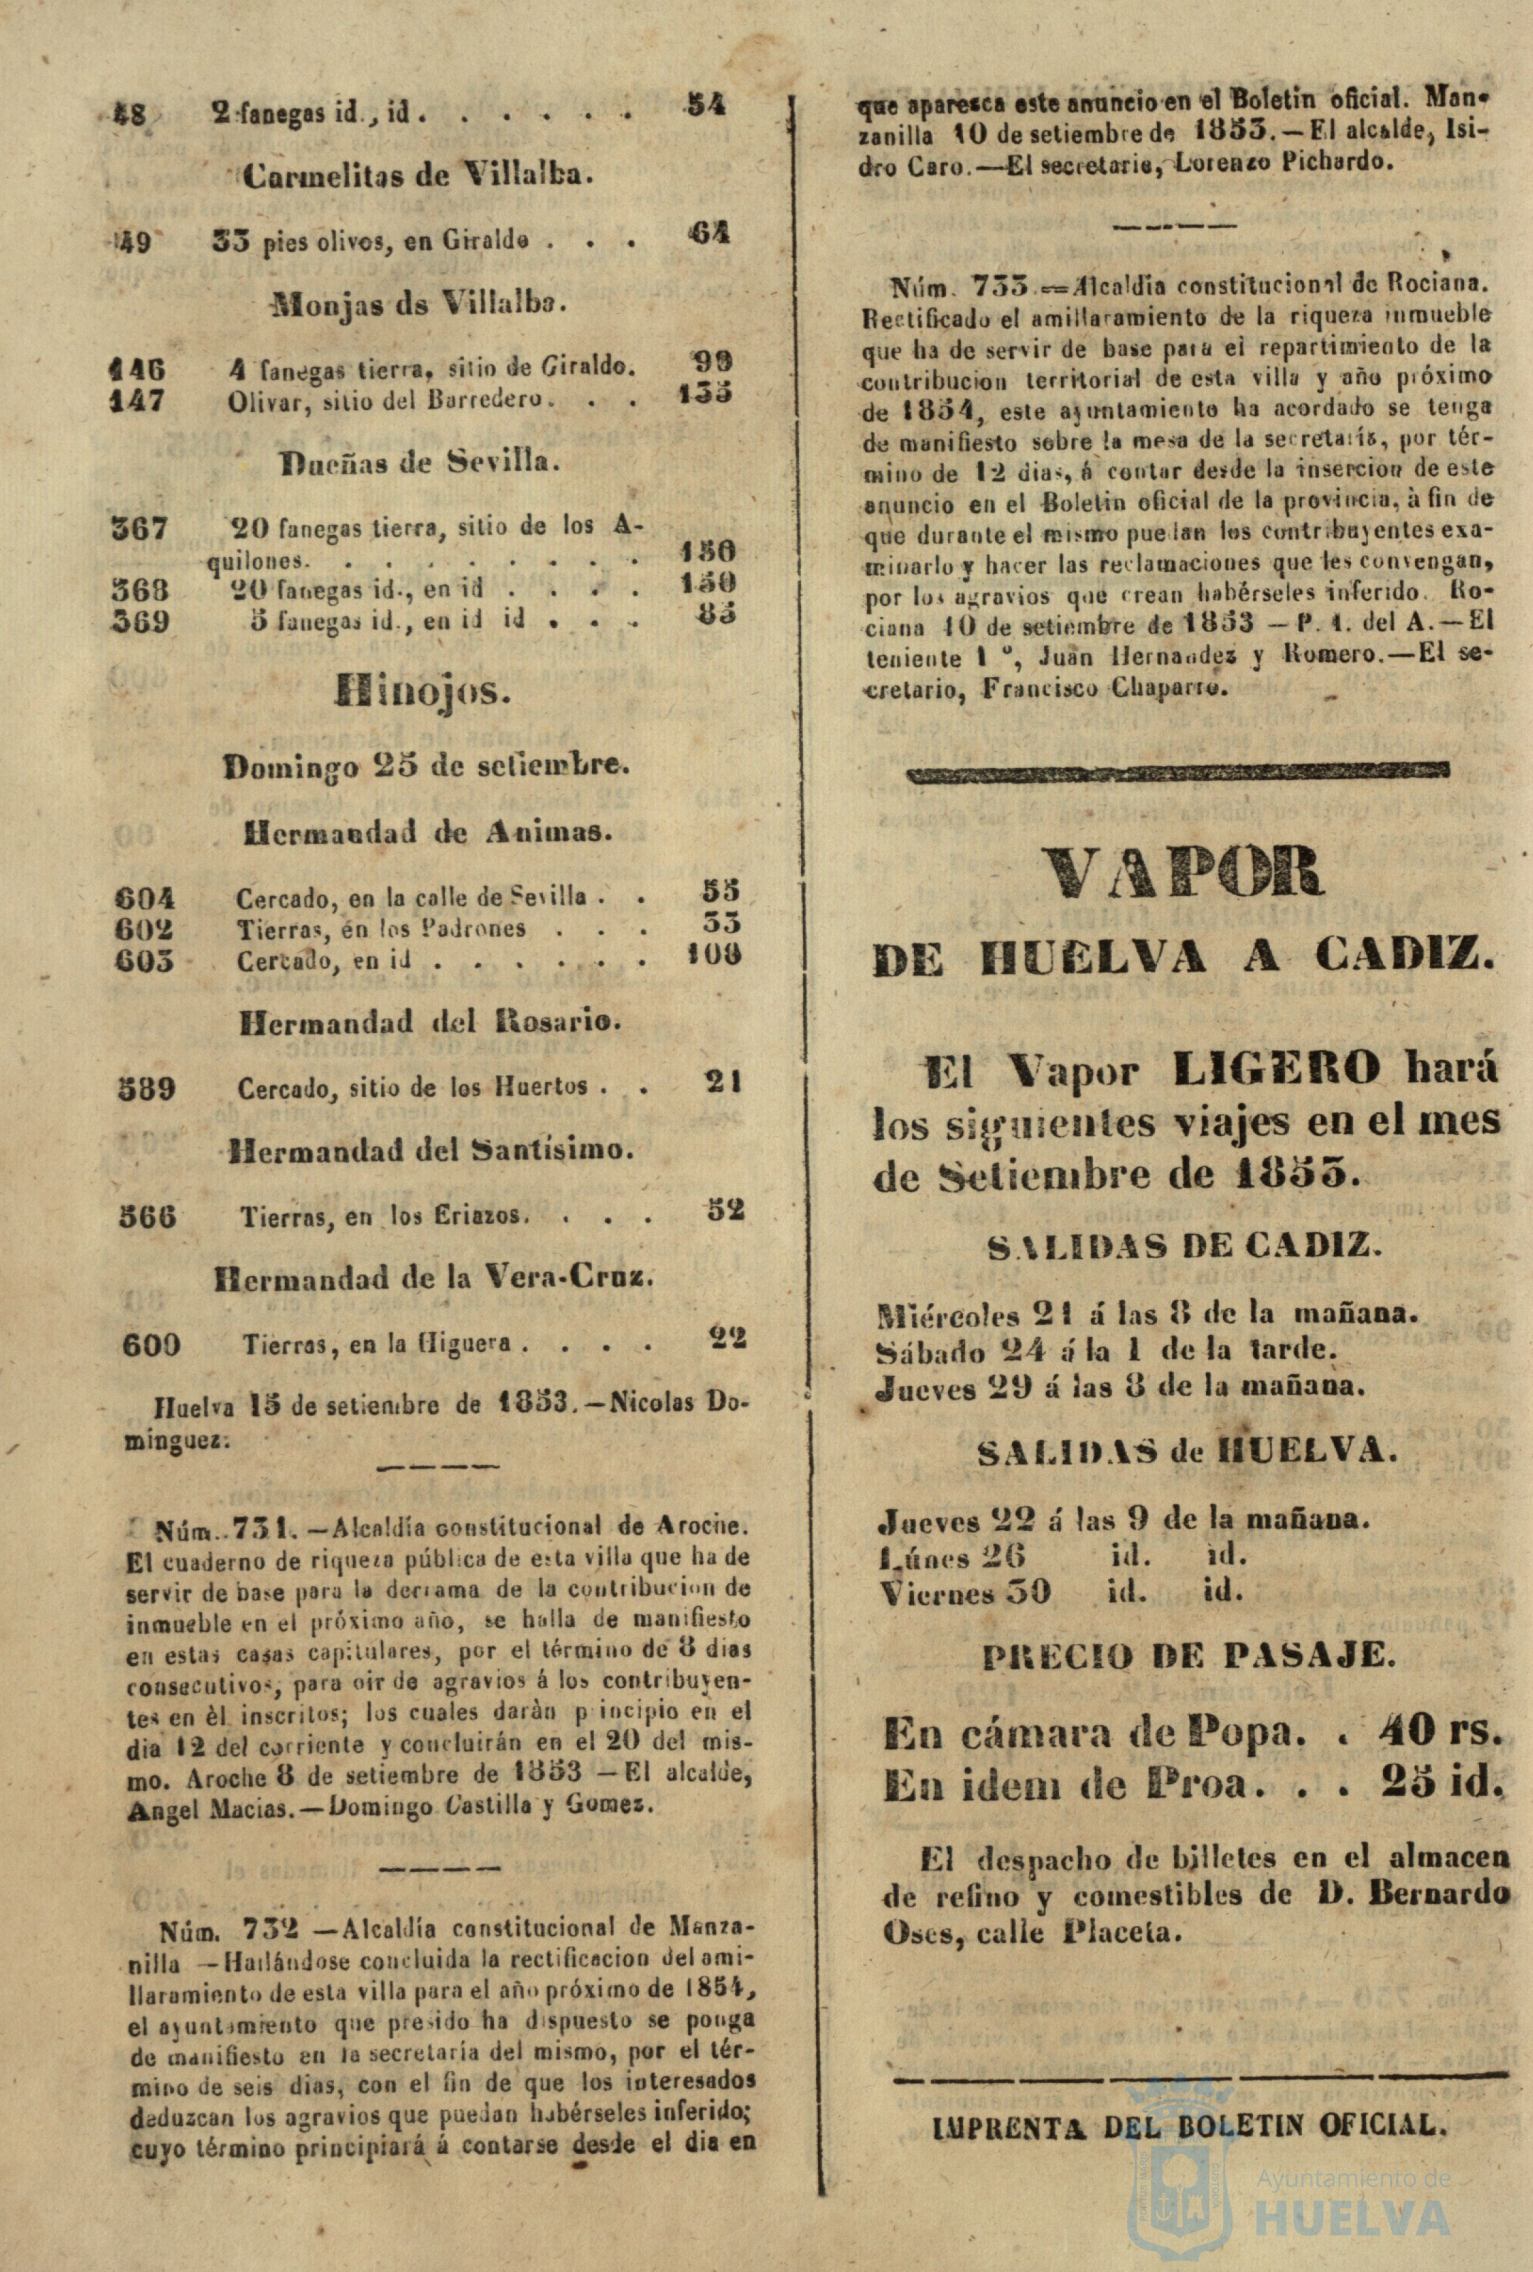 48 2 fanegas id., id. . . . . . 54
Carmelitas de Villalba.
49 33 pies olivos, en Giraldo . . . 64
Monjas ds Villalba.
146 4 fanegas tierra, sitio de Giraldo. 99
147 Olivar, sitio del Barredero. . . 135
Dueñas de Sevilla.
367 20 fanegas tierra, sitio de los A-
quilones. . . . . . . . . 150
368 20 fanegas id., en id . . . . 150
369 5 fanegas id., en id id . . . 85
Hinojos.
Domingo 25 de setiembre.
Hermandad de Animas.
604 Cercado, en la calle de Sevilla . . 55
602 Tierras, en los Padrones . . . 33
603 Cercado, en id . . . . . . 100
Hermandad del Rosario.
589 Cercado, sitio de los Huertos . . 21
Hermandad del Santísimo.
566 Tierras, en los Eriazos. . . . 52
Hermandad de la Vera-Cruz.
600 Tierras, en la Higuera . . . . 22
Huelva 15 de setiembre de 1853.—Nicolas Do-
minguez.
Núm. 731.—Alcaldía constitucional de Aroche.
El cuaderno de riqueza pública de esta villa que ha de
servir de base para la derrama de la contribucion de
inmueble en el próximo año, se halla de manifiesto
en estas casas capitulares, por el término de 8 dias
consecutivos, para oir de agravios á los contribuyen-
tes en èl inscritos; los cuales daràn p incipio en el
dia 12 del corriente y concluirán en el 20 del mis-
mo. Aroche 8 de setiembre de 1853 —El alcalde,
Angel Macias.—Domingo Castilla y Gomez.
Núm. 732 —Alcaldía constitucional de Manza-
nilla —Hallándose concluida la rectificacion del ami-
llaramiento de esta villa para el año próximo de 1854,
el ayuntamiento que presido ha dispuesto se ponga
de manifiesto en la secretaría del mismo, por el tér-
mino de seis dias, con el fin de que los interesados
deduzcan los agravios que puedan habérseles inferido;
cuyo término principiará á contarse desde el dia en
que aparesca este anuncio en el Boletin oficial. Man-
zanilla 10 de setiembre de 1853.—El alcalde, Isi-
dro Caro.—El secretario, Lorenzo Pichardo.
Núm. 733.—Alcaldía constitucional de Rociana.
Rectificado el amillaramiento de la riqueza inmueble
que ha de servir de base para el repartimiento de la
contribucion territorial de esta villa y año próximo
de 1854, este ayuntamiento ha acordado se tenga
de manifiesto sobre la mesa de la secretaría, por tér-
mino de 12 dias, á contar desde la insercion de este
anuncio en el Boletin oficial de la provincia, à fin de
que durante el mismo puedan los contribuyentes exa-
minarlo y hacer las reclamaciones que les convengan,
por los agravios que crean habérseles inferido. Ro-
ciana 10 de setiembre de 1853 — P. I. del A.—El
teniente 1º, Juan Hernandez y Romero.—El se-
cretario, Francisco Chaparro.
VAPOR
DE HUELVA A CADIZ.
El Vapor LIGERO hará
los siguientes viajes en el mes
de Setiembre de 1853.
SALIDAS DE CADIZ.
Miércoles 21 á las 8 de la mañana.
Sábado 24 á la 1 de la tarde.
Jueves 29 á las 8 de la mañana.
SALIDAS de HUELVA.
Jueves 22 á las 9 de la mañana.
Lúnes 26 id. id.
Viernes 30 id. id.
PRECIO DE PASAJE.
En cámara de Popa. . 40 rs.
En idem de Proa. . . 25 id.
El despacho de billetes en el almacen
de refino y comestibles de D. Bernardo
Oses, calle Placeta.
IMPRENTA DEL BOLETIN OFICIAL.
Ayuntamiento de
HUELVA